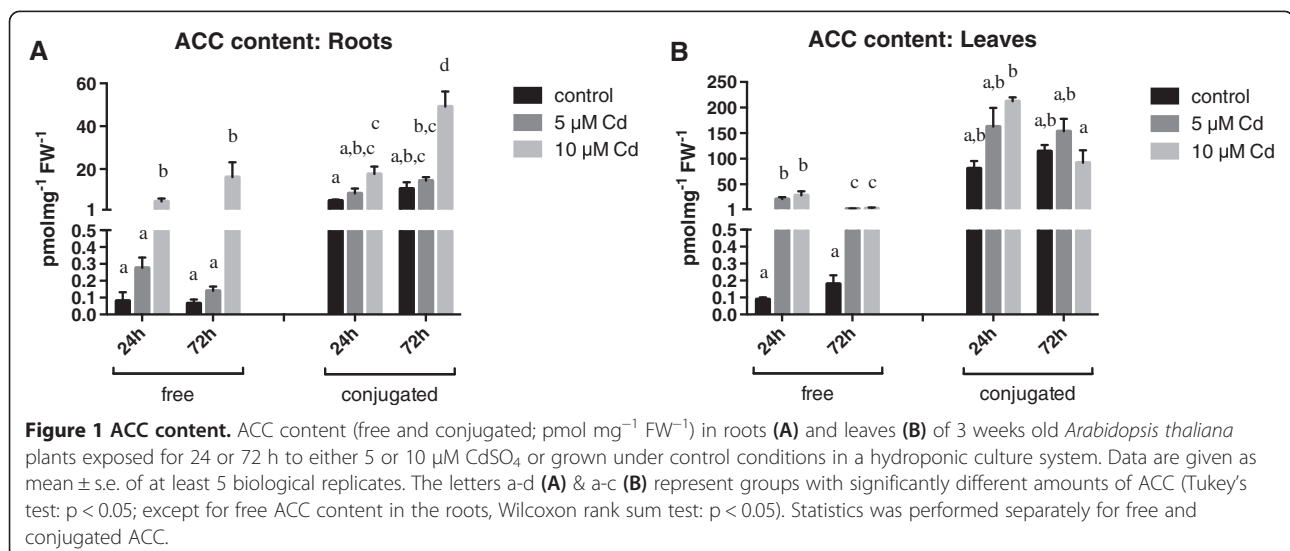 A
ACC content: Roots
pmolmg⁻¹ FW⁻¹
60
40
20
1
0.5
0.4
0.3
0.2
0.1
0.0
a a b
a a b
a a,b,c c
a,b,c b,c d
24h 72h 24h 72h
free conjugated
control
5 µM Cd
10 µM Cd
B
ACC content: Leaves
pmolmg⁻¹ FW⁻¹
250
200
150
100
50
1
0.5
0.4
0.3
0.2
0.1
0.0
a b b
a c c
a,b a,b b
a,b a,b a
24h 72h 24h 72h
free conjugated
control
5 µM Cd
10 µM Cd
Figure 1 ACC content. ACC content (free and conjugated; pmol mg⁻¹ FW⁻¹) in roots (A) and leaves (B) of 3 weeks old Arabidopsis thaliana
plants exposed for 24 or 72 h to either 5 or 10 µM CdSO₄ or grown under control conditions in a hydroponic culture system. Data are given as
mean ± s.e. of at least 5 biological replicates. The letters a-d (A) & a-c (B) represent groups with significantly different amounts of ACC (Tukey's
test: p < 0.05; except for free ACC content in the roots, Wilcoxon rank sum test: p < 0.05). Statistics was performed separately for free and
conjugated ACC.